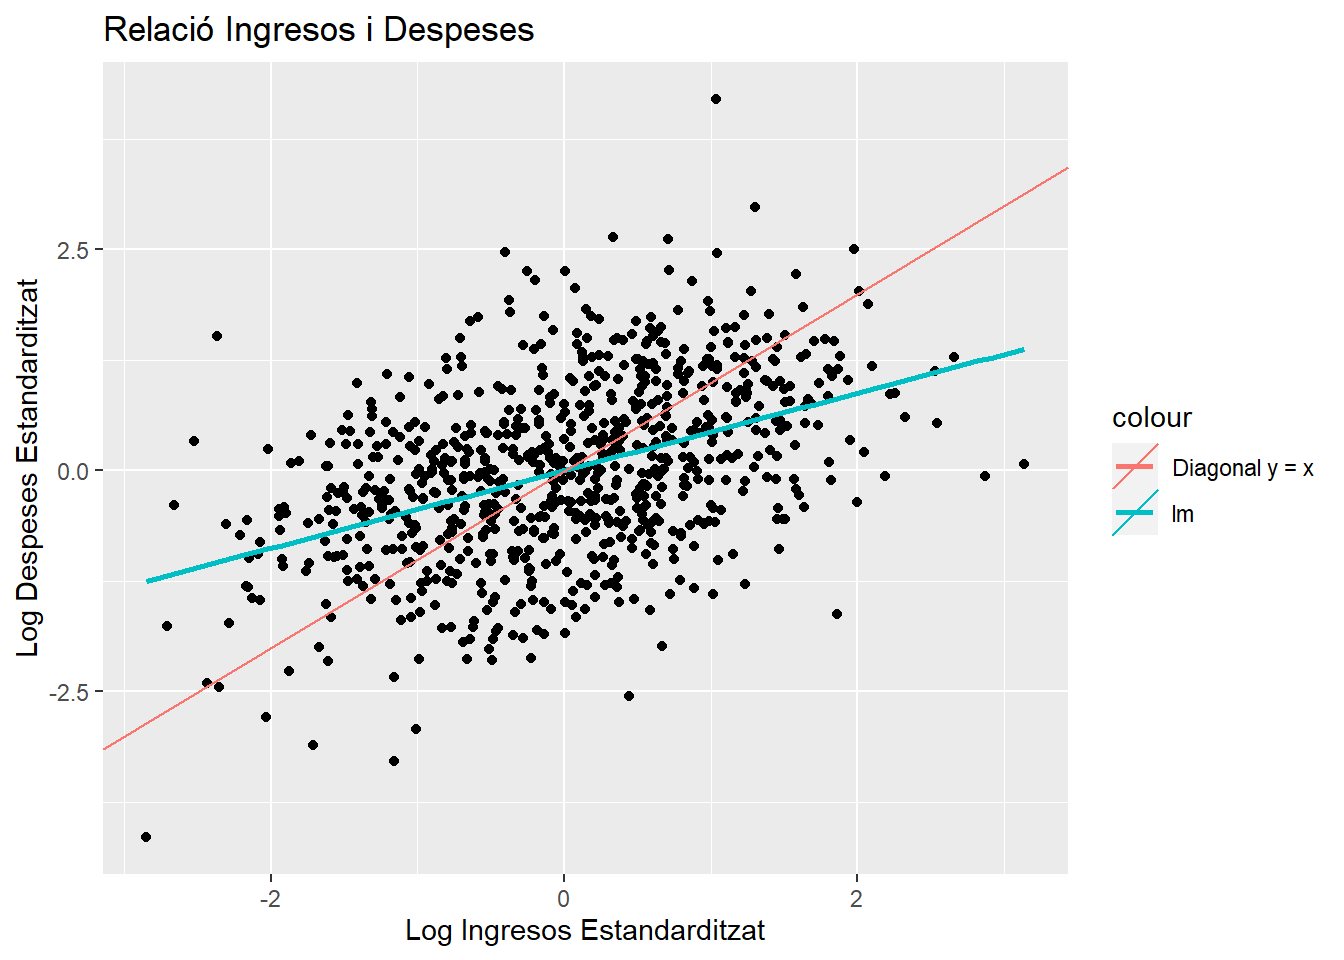 Relació Ingresos i Despeses
Log Despeses Estandarditzat
2.5
0.0
-2.5
-2
0
2
Log Ingresos Estandarditzat
colour
Diagonal y = x
lm